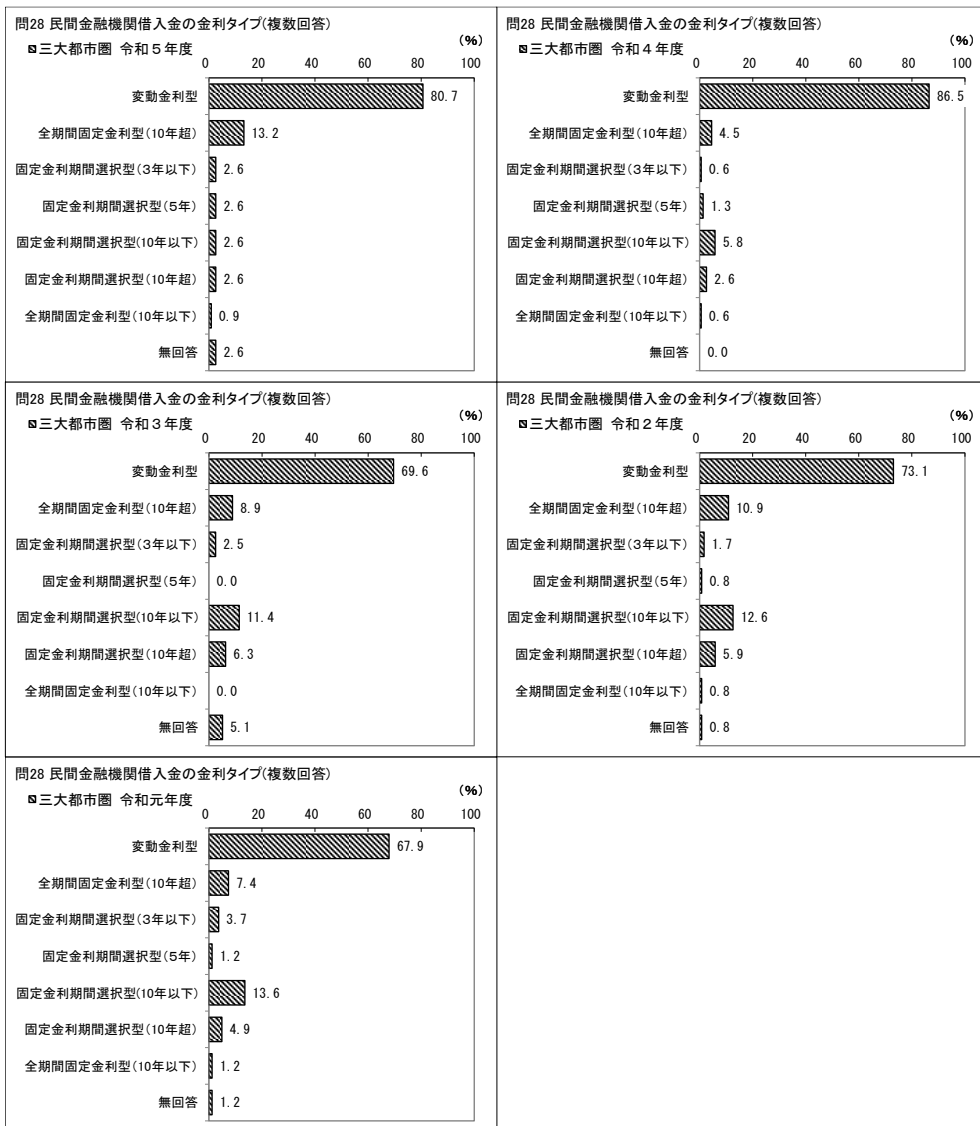 問28 民間金融機関借入金の金利タイプ(複数回答)
三大都市圏 令和５年度
(%)
0 20 40 60 80 100
変動金利型 80.7
全期間固定金利型(10年超) 13.2
固定金利期間選択型(3年以下) 2.6
固定金利期間選択型(5年) 2.6
固定金利期間選択型(10年以下) 2.6
固定金利期間選択型(10年超) 2.6
全期間固定金利型(10年以下) 0.9
無回答 2.6
問28 民間金融機関借入金の金利タイプ(複数回答)
三大都市圏 令和４年度
(%)
0 20 40 60 80 100
変動金利型 86.5
全期間固定金利型(10年超) 4.5
固定金利期間選択型(3年以下) 0.6
固定金利期間選択型(5年) 1.3
固定金利期間選択型(10年以下) 5.8
固定金利期間選択型(10年超) 2.6
全期間固定金利型(10年以下) 0.6
無回答 0.0
問28 民間金融機関借入金の金利タイプ(複数回答)
三大都市圏 令和３年度
(%)
0 20 40 60 80 100
変動金利型 69.6
全期間固定金利型(10年超) 8.9
固定金利期間選択型(3年以下) 2.5
固定金利期間選択型(5年) 0.0
固定金利期間選択型(10年以下) 11.4
固定金利期間選択型(10年超) 6.3
全期間固定金利型(10年以下) 0.0
無回答 5.1
問28 民間金融機関借入金の金利タイプ(複数回答)
三大都市圏 令和２年度
(%)
0 20 40 60 80 100
変動金利型 73.1
全期間固定金利型(10年超) 10.9
固定金利期間選択型(3年以下) 1.7
固定金利期間選択型(5年) 0.8
固定金利期間選択型(10年以下) 12.6
固定金利期間選択型(10年超) 5.9
全期間固定金利型(10年以下) 0.8
無回答 0.8
問28 民間金融機関借入金の金利タイプ(複数回答)
三大都市圏 令和元年度
(%)
0 20 40 60 80 100
変動金利型 67.9
全期間固定金利型(10年超) 7.4
固定金利期間選択型(3年以下) 3.7
固定金利期間選択型(5年) 1.2
固定金利期間選択型(10年以下) 13.6
固定金利期間選択型(10年超) 4.9
全期間固定金利型(10年以下) 1.2
無回答 1.2